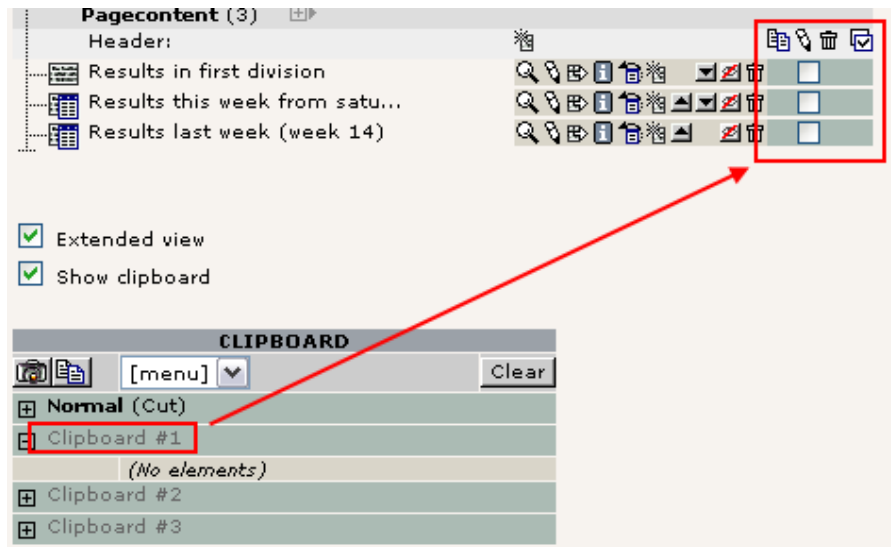 Pagecontent (3)
Header:
Results in first division
Results this week from satu...
Results last week (week 14)
Extended view
Show clipboard
CLIPBOARD
[menu]
Clear
Normal (Cut)
Clipboard #1
(No elements)
Clipboard #2
Clipboard #3